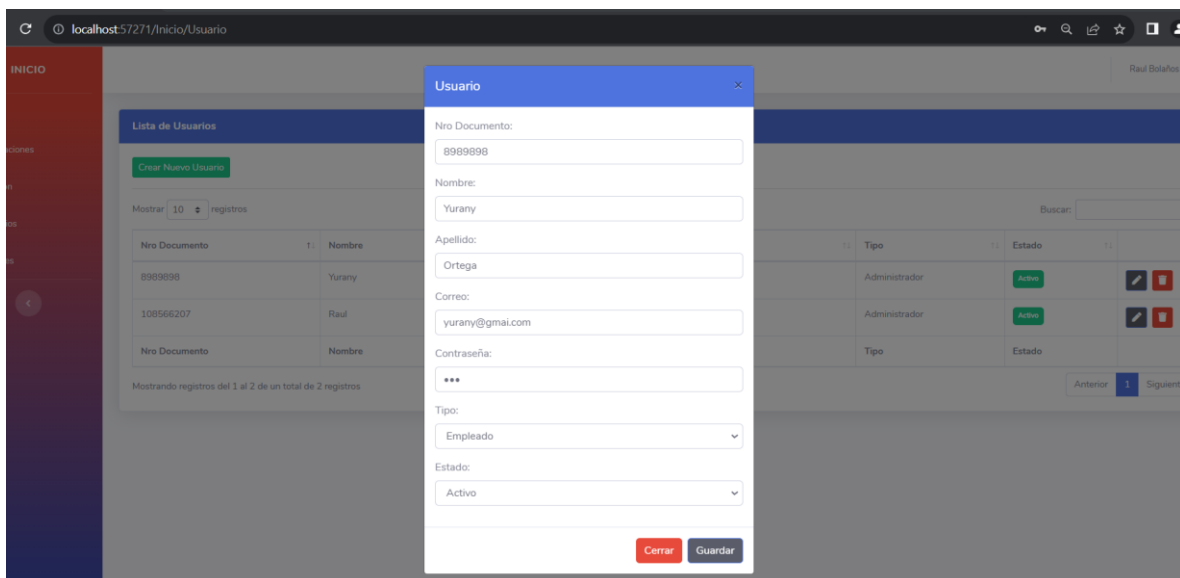 localhost:57271/Inicio/Usuario
INICIO
Raul Bolaños
Usuario
×
Lista de Usuarios
Nro Documento:
8989898
aciones
Crear Nuevo Usuario
Nombre:
Yurany
Mostrar 10 registros
Buscar:
ios
Apellido:
Ortega
Nro Documento Nombre Tipo Estado
8989898 Yurany Administrador Activo
Correo:
yurany@gmai.com
108566207 Raul Administrador Activo
Nro Documento Nombre Tipo Estado
Contraseña:
•••
Mostrando registros del 1 al 2 de un total de 2 registros
Anterior 1 Siguient
Tipo:
Empleado
Estado:
Activo
Cerrar Guardar